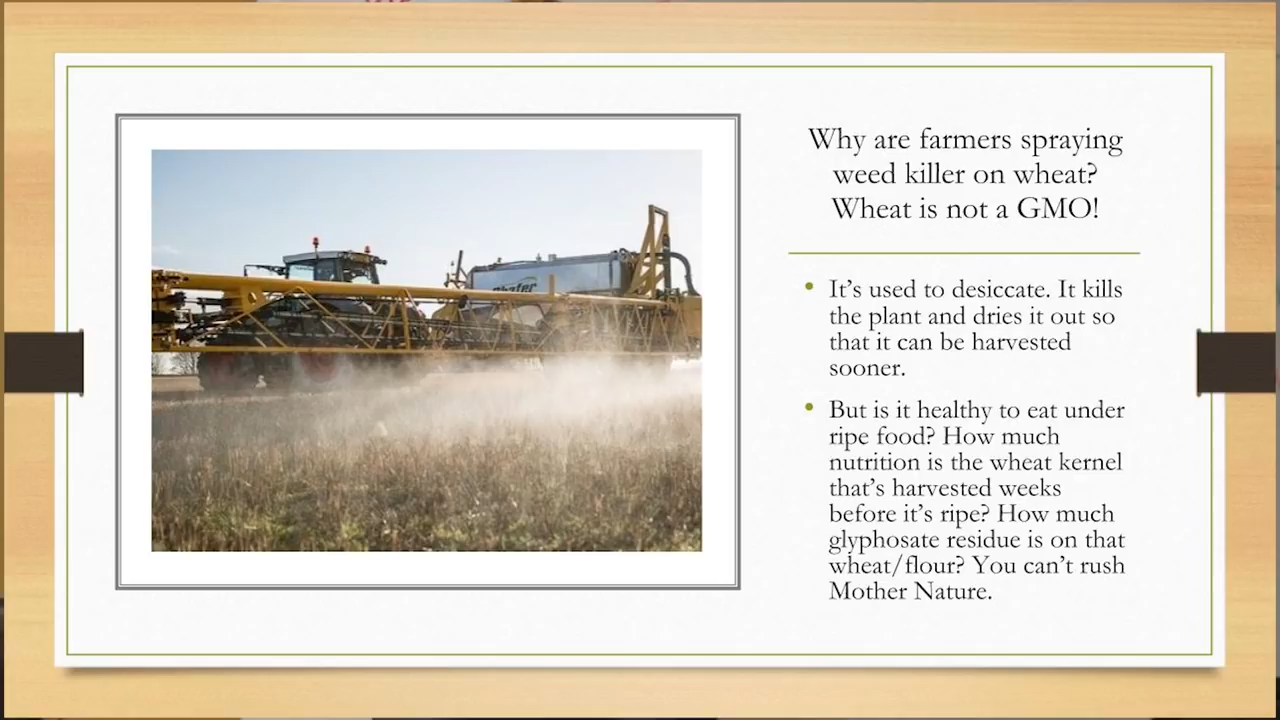 Why are farmers spraying
weed killer on wheat?
Wheat is not a GMO!
• It’s used to desiccate. It kills
the plant and dries it out so
that it can be harvested
sooner.
• But is it healthy to eat under
ripe food? How much
nutrition is the wheat kernel
that’s harvested weeks
before it’s ripe? How much
glyphosate residue is on that
wheat/flour? You can’t rush
Mother Nature.